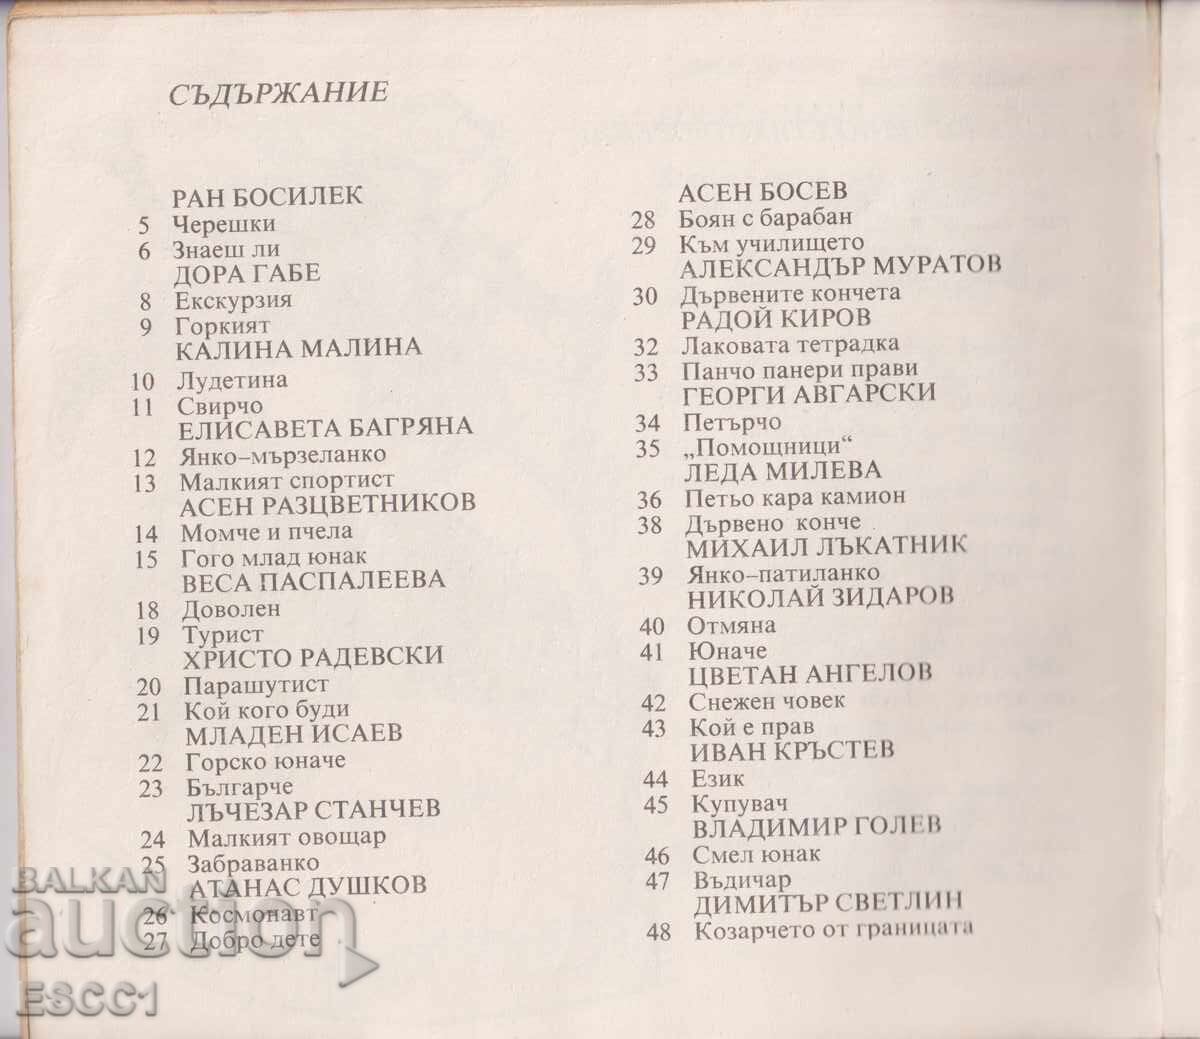 СЪДЪРЖАНИЕ
РАН БОСИЛЕК
5 Черешки
6 Знаеш ли
ДОРА ГАБЕ
8 Екскурзия
9 Горкият
КАЛИНА МАЛИНА
10 Лудетина
11 Свирчо
ЕЛИСАВЕТА БАГРЯНА
12 Янко–мързеланко
13 Малкият спортист
АСЕН РАЗЦВЕТНИКОВ
14 Момче и пчела
15 Гого млад юнак
ВЕСА ПАСПАЛЕЕВА
18 Доволен
19 Турист
ХРИСТО РАДЕВСКИ
20 Парашутист
21 Кой кого буди
МЛАДЕН ИСАЕВ
22 Горско юначе
23 Българче
ЛЪЧЕЗАР СТАНЧЕВ
24 Малкият овощар
25 Забраванко
АТАНАС ДУШКОВ
26 Космонавт
27 Добро дете
АСЕН БОСЕВ
28 Боян с барабан
29 Към училището
АЛЕКСАНДЪР МУРАТОВ
30 Дървените кончета
РАДОЙ КИРОВ
32 Лаковата тетрадка
33 Панчо панери прави
ГЕОРГИ АВГАРСКИ
34 Петърчо
35 „Помощници“
ЛЕДА МИЛЕВА
36 Петьо кара камион
38 Дървено конче
МИХАИЛ ЛЪКАТНИК
39 Янко–патиланко
НИКОЛАЙ ЗИДАРОВ
40 Отмяна
41 Юначе
ЦВЕТАН АНГЕЛОВ
42 Снежен човек
43 Кой е прав
ИВАН КРЪСТЕВ
44 Език
45 Купувач
ВЛАДИМИР ГОЛЕВ
46 Смел юнак
47 Въдичар
ДИМИТЪР СВЕТЛИН
48 Козарчето от границата
BALKAN
auction
ESCC1